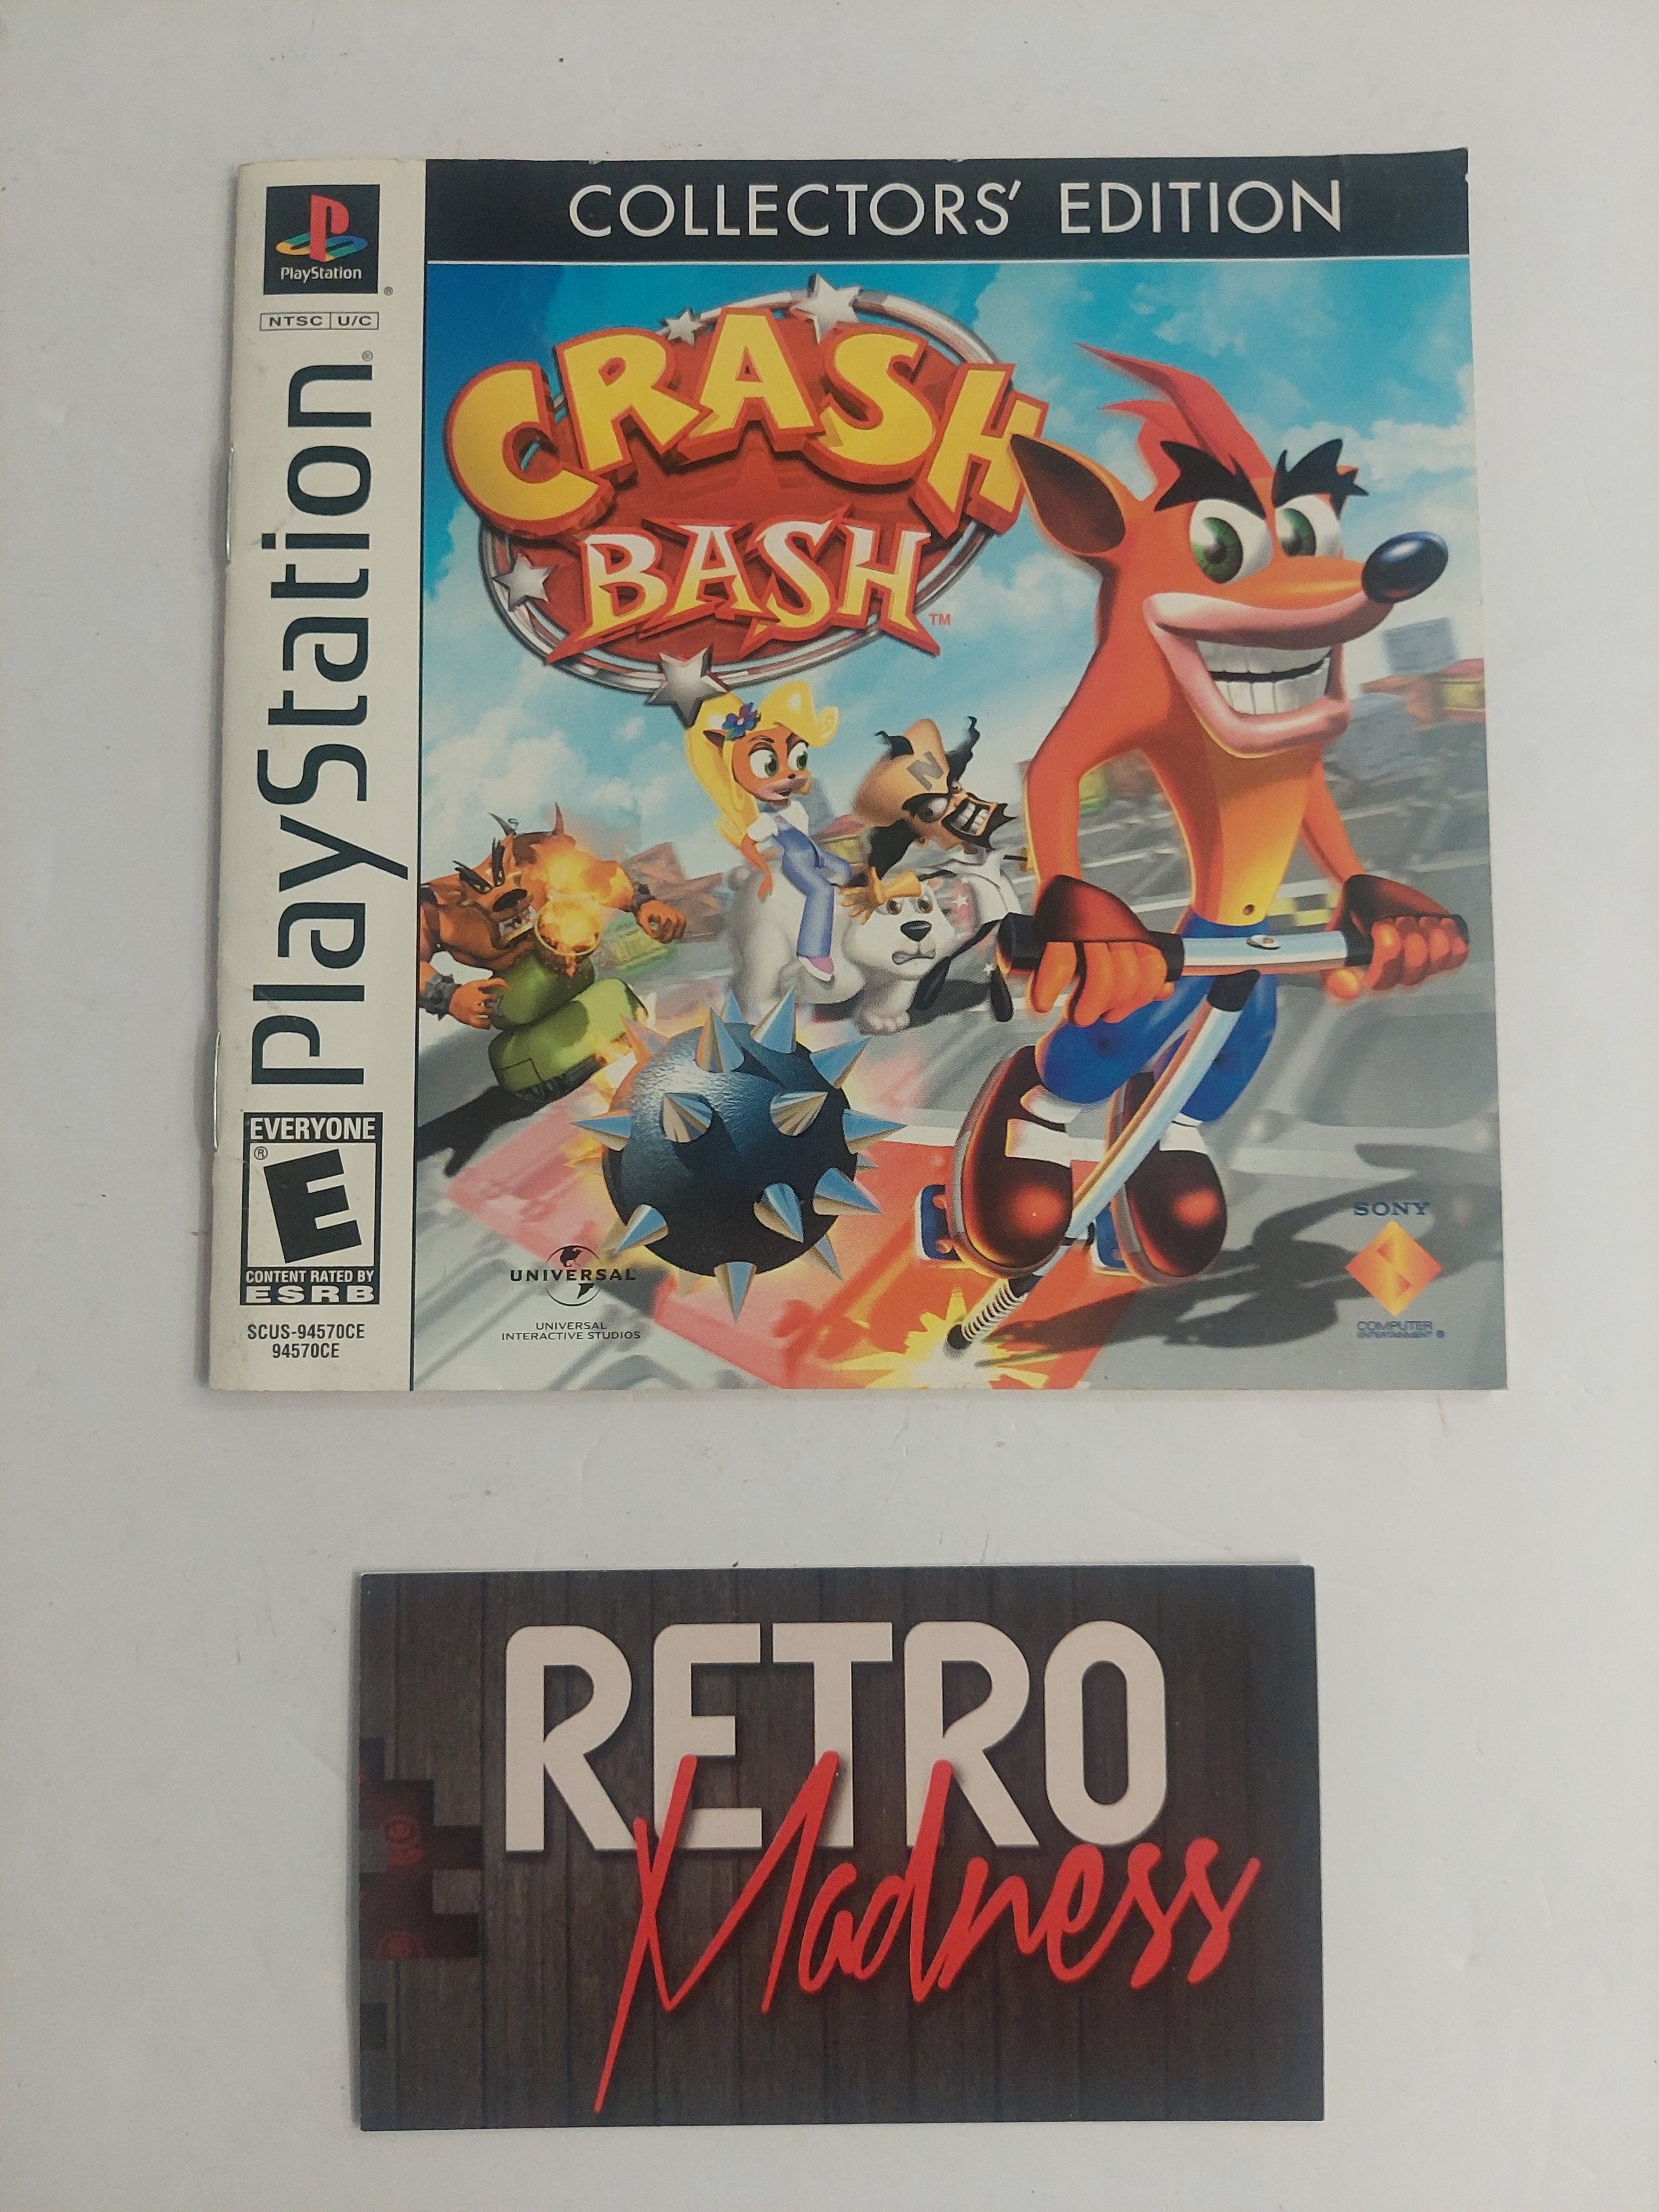 COLLECTORS' EDITION
PlayStation
®
NTSC U/C
PlayStation®
CRASH
BASH™
N
EVERYONE
E®
CONTENT RATED BY
ESRB
SCUS-94570CE
94570CE
UNIVERSAL
UNIVERSAL
INTERACTIVE STUDIOS
SONY
COMPUTER
ENTERTAINMENT®
RETRO
Madness